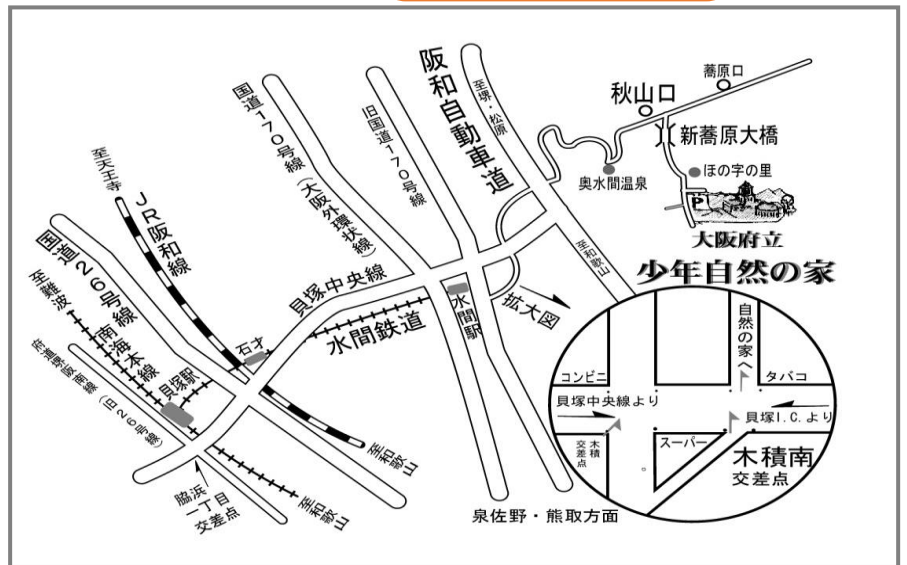 国道170号線(大阪外環状線)
旧国道170号線
阪和自動車道
至堺・松原
蕎原口
秋山口
新蕎原大橋
ほの字の里
奥水間温泉
P
大阪府立
少年自然の家
至和歌山
至天王寺
JR阪和線
国道26号線
至難波
南海本線
府道堺阪南線(旧26号線)
貝塚駅
石才
貝塚中央線
水間鉄道
水間駅
拡大図
脇浜
一丁目
交差点
至和歌山
至和歌山
泉佐野・熊取方面
自然の家へ
コンビニ
タバコ
貝塚中央線より
貝塚I.C.より
木積
交差点
スーパー
木積南
交差点